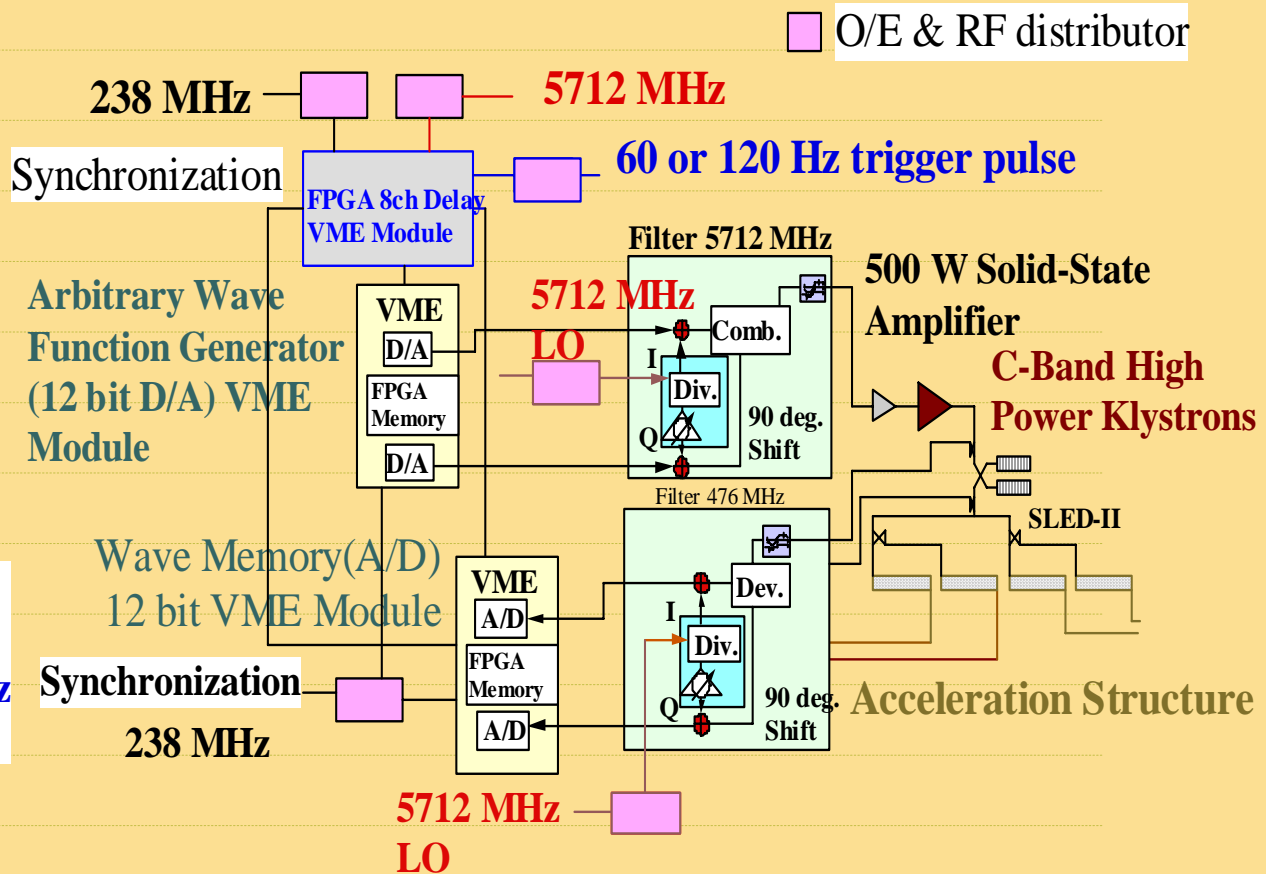 O/E & RF distributor
238 MHz
5712 MHz
Synchronization
60 or 120 Hz trigger pulse
FPGA 8ch Delay
VME Module
Filter 5712 MHz
500 W Solid-State
Amplifier
Arbitrary Wave
Function Generator
(12 bit D/A) VME
Module
VME
D/A
FPGA
Memory
D/A
5712 MHz
LO
I
Comb.
Div.
Q
90 deg.
Shift
C-Band High
Power Klystrons
Filter 476 MHz
SLED-II
Wave Memory(A/D)
12 bit VME Module
VME
A/D
FPGA
Memory
A/D
I
Dev.
Div.
Q
90 deg.
Shift
Acceleration Structure
z
Synchronization
238 MHz
5712 MHz
LO